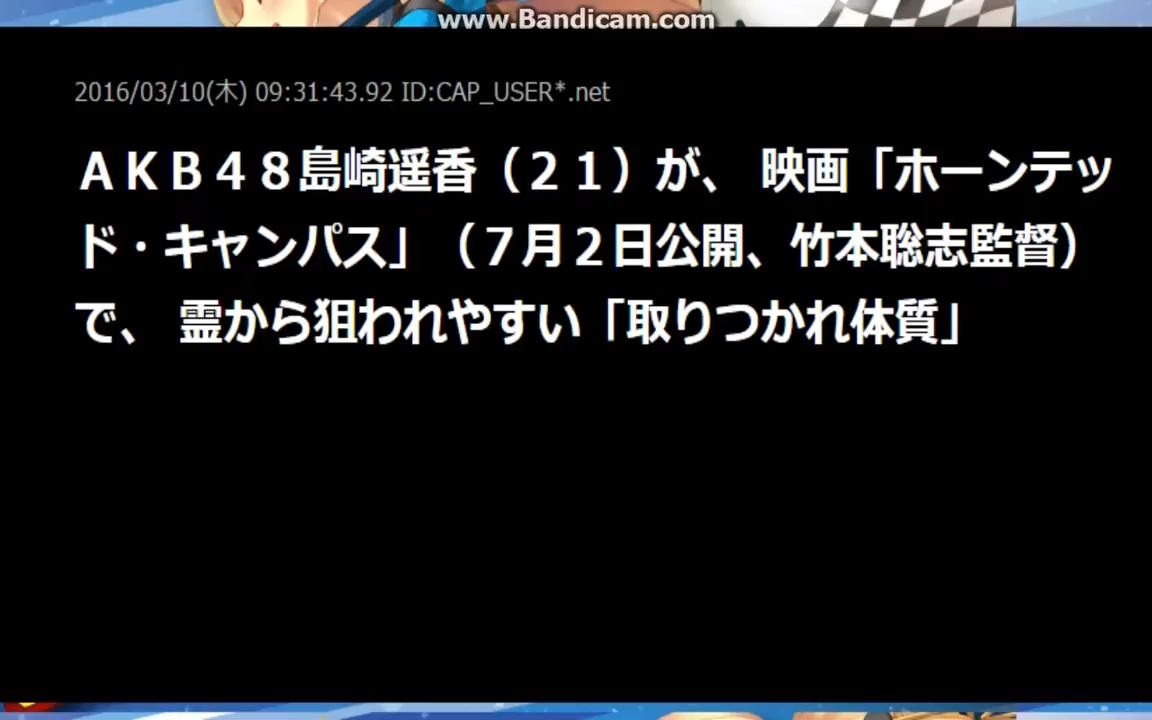 www.Bandicam.com
2016/03/10(木) 09:31:43.92 ID:CAP_USER*.net
ＡＫＢ４８島崎遥香（２１）が、 映画「ホーンテッ
ド・キャンパス」（７月２日公開、竹本聡志監督）
で、 霊から狙われやすい「取りつかれ体質」